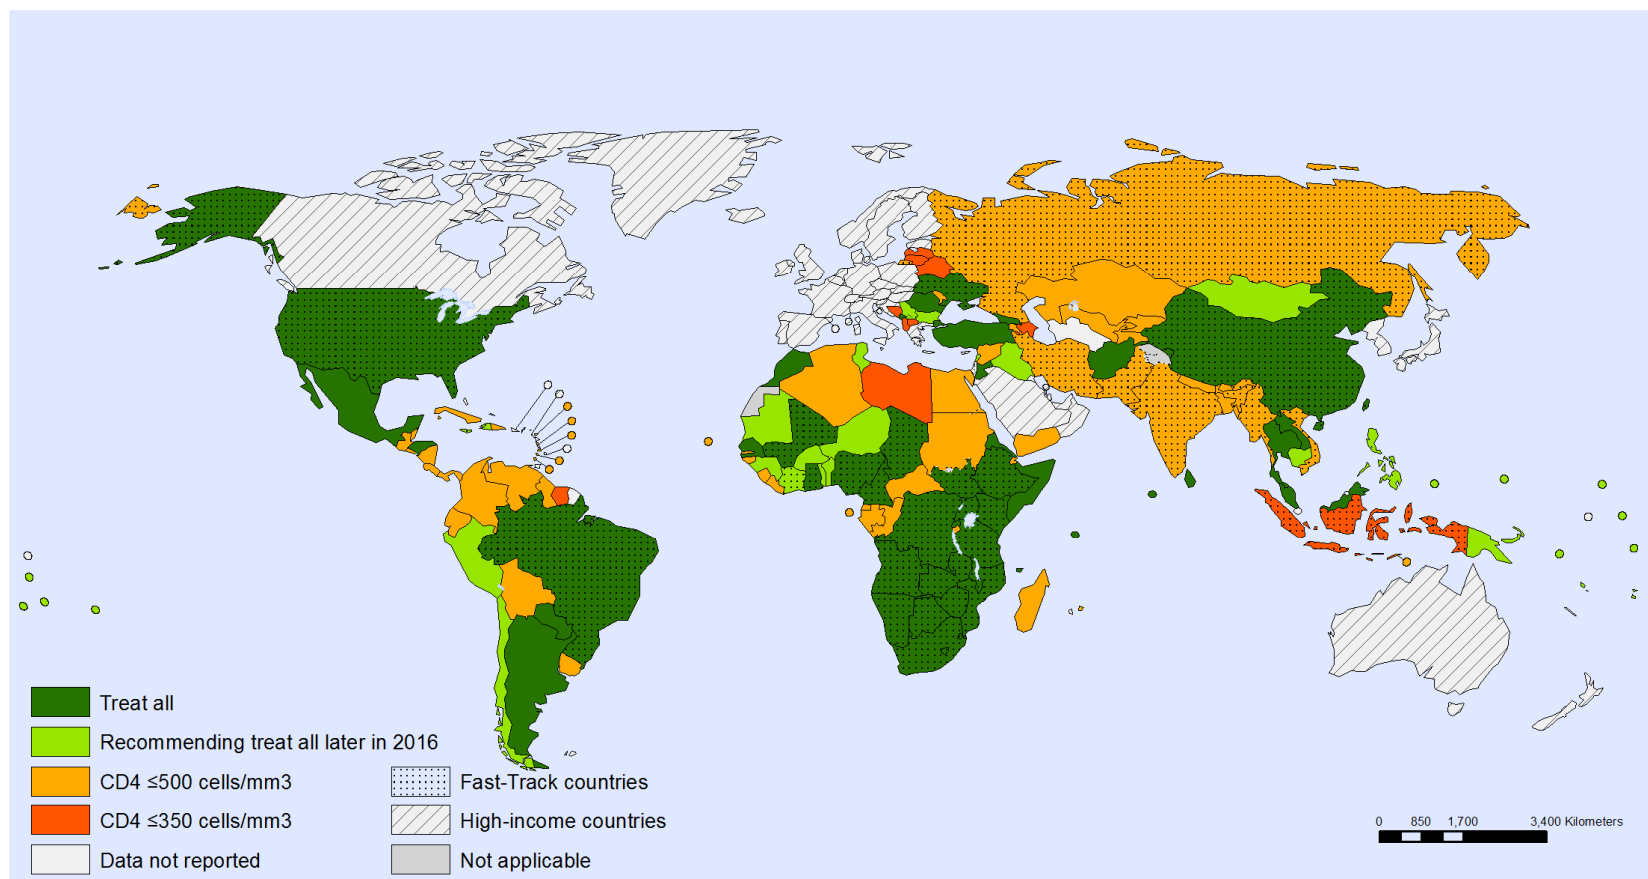 Treat all
Recommending treat all later in 2016
CD4 ≤500 cells/mm3
CD4 ≤350 cells/mm3
Data not reported
Fast-Track countries
High-income countries
Not applicable
0 850 1,700 3,400 Kilometers